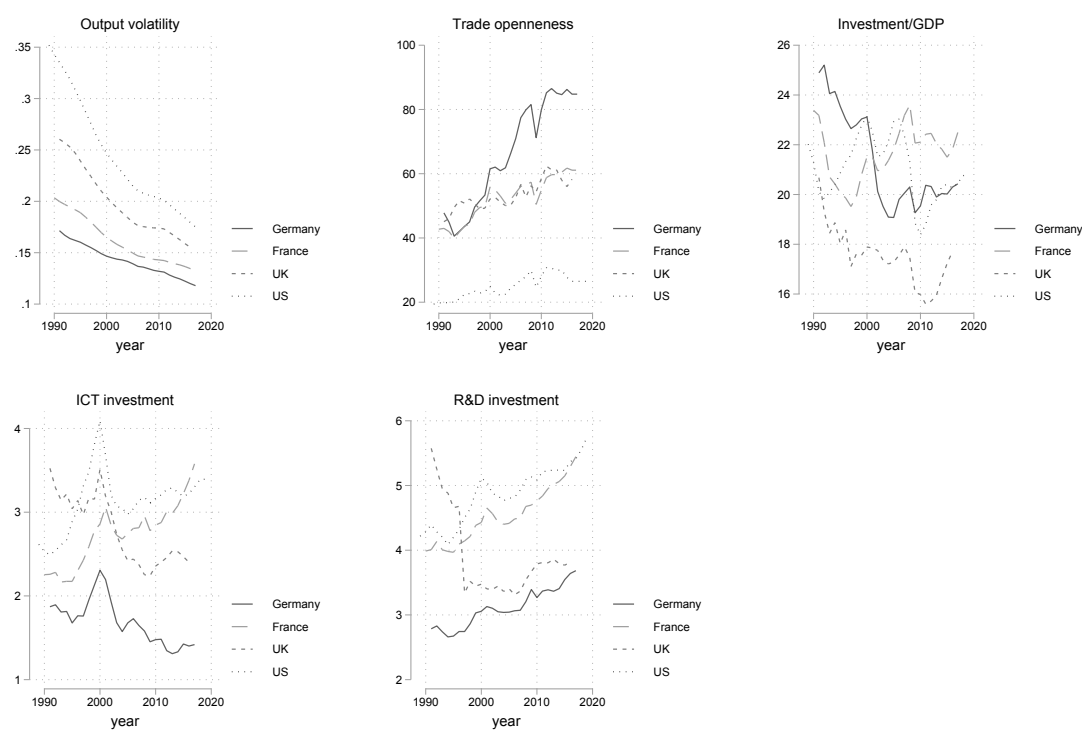 Output volatility
.35
.3
.25
.2
.15
.1
1990 2000 2010 2020
year
Germany
France
UK
US
Trade openness
100
80
60
40
20
1990 2000 2010 2020
year
Germany
France
UK
US
Investment/GDP
26
24
22
20
18
16
1990 2000 2010 2020
year
Germany
France
UK
US
ICT investment
4
3
2
1
1990 2000 2010 2020
year
Germany
France
UK
US
R&D investment
6
5
4
3
2
1990 2000 2010 2020
year
Germany
France
UK
US